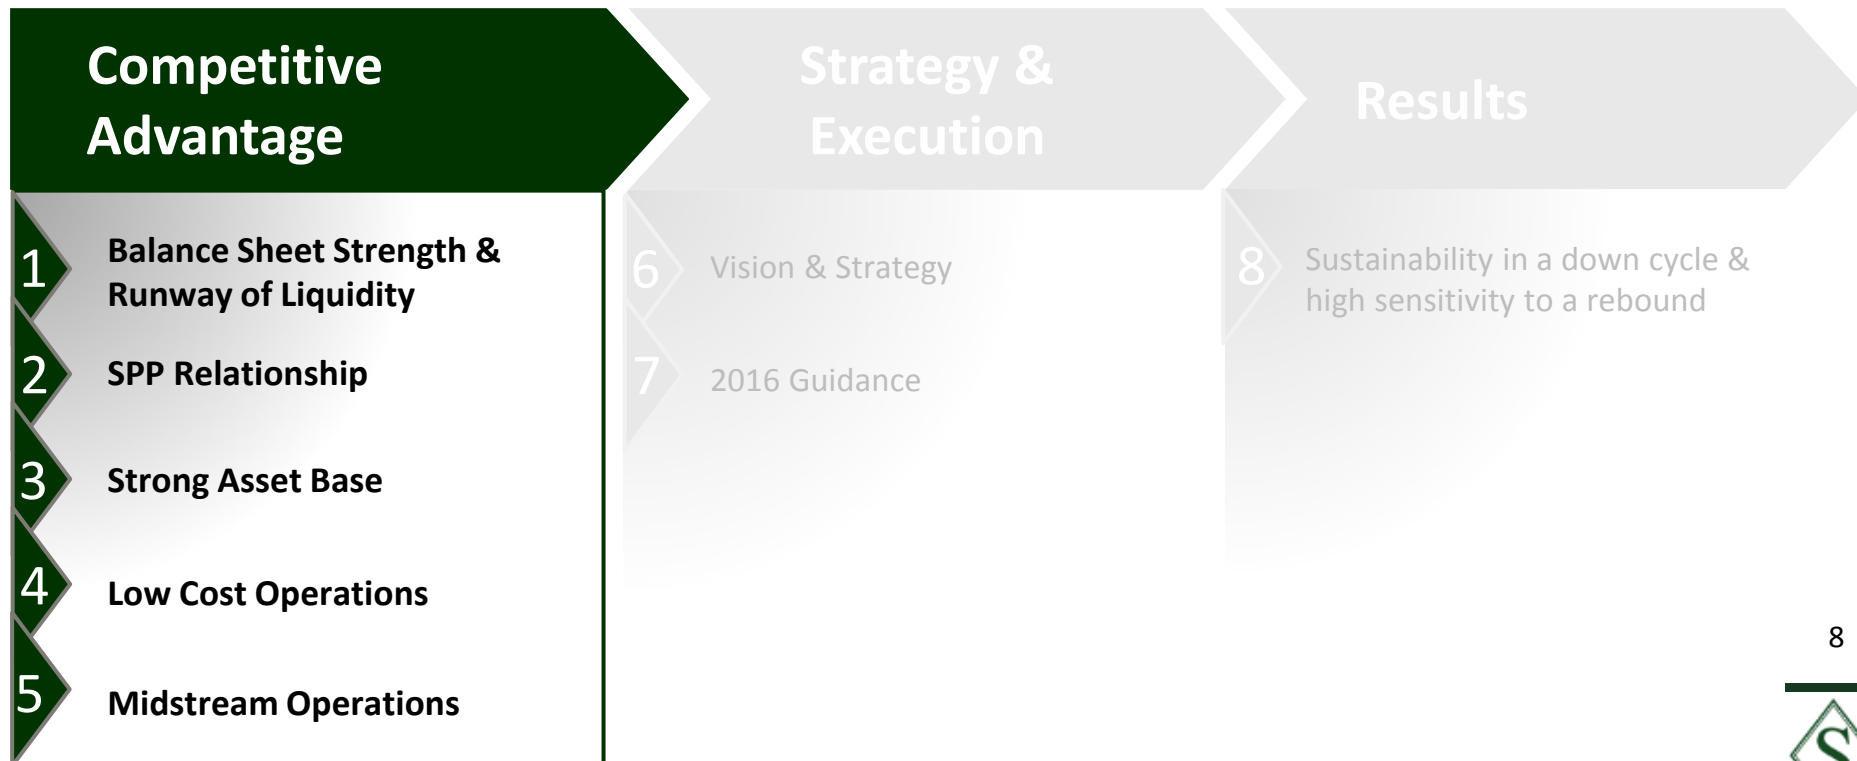 Competitive
Advantage
1
Balance Sheet Strength &
Runway of Liquidity
2
SPP Relationship
3
Strong Asset Base
4
Low Cost Operations
5
Midstream Operations
Strategy &
Execution
6
Vision & Strategy
7
2016 Guidance
Results
8
Sustainability in a down cycle &
high sensitivity to a rebound
8
S